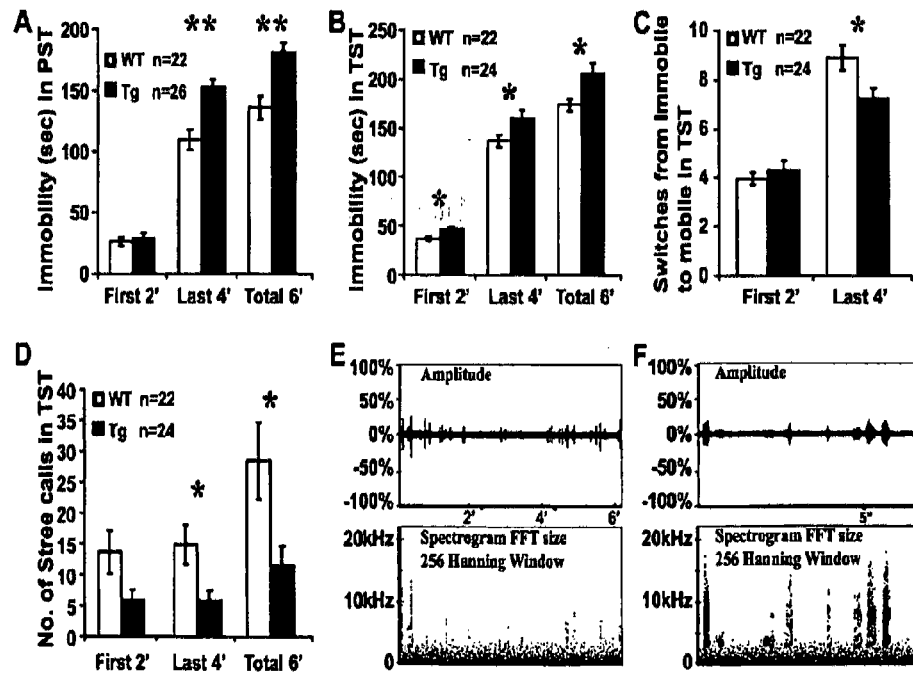 A
Immobility (sec) in PST
200
150
100
50
0
WT n=22
Tg n=26
** **
First 2' Last 4' Total 6'
B
Immobility (sec) in TST
250
200
150
100
50
0
WT n=22
Tg n=24
* * *
First 2' Last 4' Total 6'
C
Switches from immobile
to mobile in TST
10
8
6
4
2
0
WT n=22
Tg n=24
*
First 2' Last 4'
D
No. of Stree calls in TST
40
35
30
25
20
15
10
5
0
WT n=22
Tg n=24
* *
First 2' Last 4' Total 6'
E
100%
50%
0%
-50%
-100%
Amplitude
2' 4' 6'
20kHz
10kHz
0
Spectrogram FFT size
256 Hanning Window
F
100%
50%
0%
-50%
-100%
Amplitude
5"
20kHz
10kHz
0
Spectrogram FFT size
256 Hanning Window